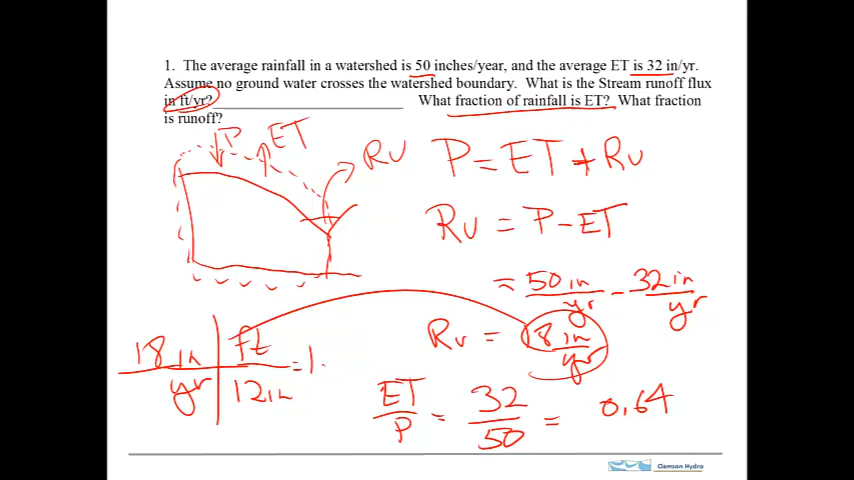 1. The average rainfall in a watershed is 50 inches/year, and the average ET is 32 in/yr.
Assume no ground water crosses the watershed boundary. What is the Stream runoff flux
in ft/yr?____________________________ What fraction of rainfall is ET? What fraction
is runoff?
P ET RU
P = ET + RU
RU = P - ET
= 50 in/yr - 32 in/yr
RU = 18 in/yr
18 in/yr | ft/12 in = 1.
ET/P = 32/50 = 0.64
Clemson Hydro